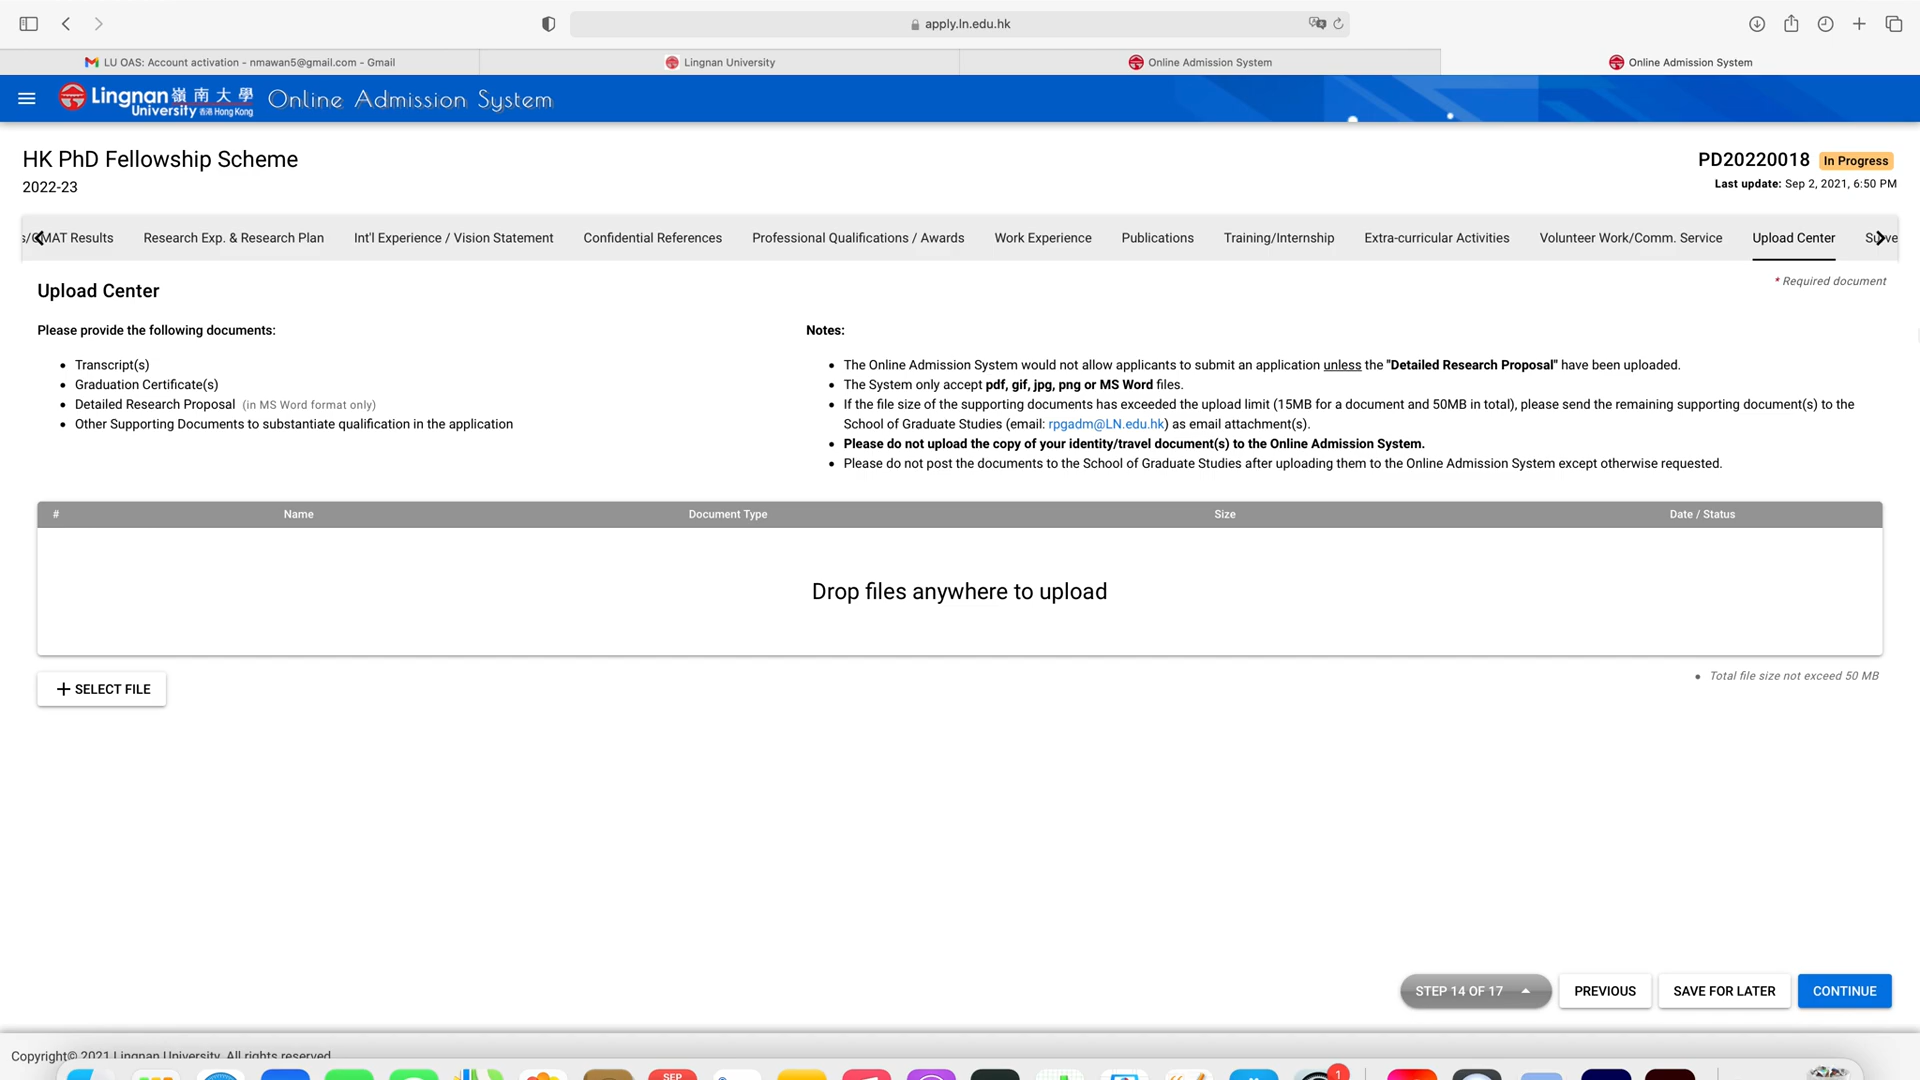 apply.ln.edu.hk
LU OAS: Account activation - nmawan5@gmail.com - Gmail
Lingnan University
Online Admission System
Online Admission System
Lingnan 嶺南大學
University 香港 Hong Kong
Online Admission System
HK PhD Fellowship Scheme
2022-23
PD20220018 In Progress
Last update: Sep 2, 2021, 6:50 PM
MAT Results
Research Exp. & Research Plan
Int'l Experience / Vision Statement
Confidential References
Professional Qualifications / Awards
Work Experience
Publications
Training/Internship
Extra-curricular Activities
Volunteer Work/Comm. Service
Upload Center
* Required document
Upload Center
Please provide the following documents:
• Transcript(s)
• Graduation Certificate(s)
• Detailed Research Proposal (in MS Word format only)
• Other Supporting Documents to substantiate qualification in the application
Notes:
• The Online Admission System would not allow applicants to submit an application unless the "Detailed Research Proposal" have been uploaded.
• The System only accept pdf, gif, jpg, png or MS Word files.
• If the file size of the supporting documents has exceeded the upload limit (15MB for a document and 50MB in total), please send the remaining supporting document(s) to the
School of Graduate Studies (email: rpgadm@LN.edu.hk) as email attachment(s).
• Please do not upload the copy of your identity/travel document(s) to the Online Admission System.
• Please do not post the documents to the School of Graduate Studies after uploading them to the Online Admission System except otherwise requested.
# Name Document Type Size Date / Status
Drop files anywhere to upload
+ SELECT FILE
• Total file size not exceed 50 MB
STEP 14 OF 17
PREVIOUS
SAVE FOR LATER
CONTINUE
Copyright© 2021 Lingnan University. All rights reserved
SEP
1